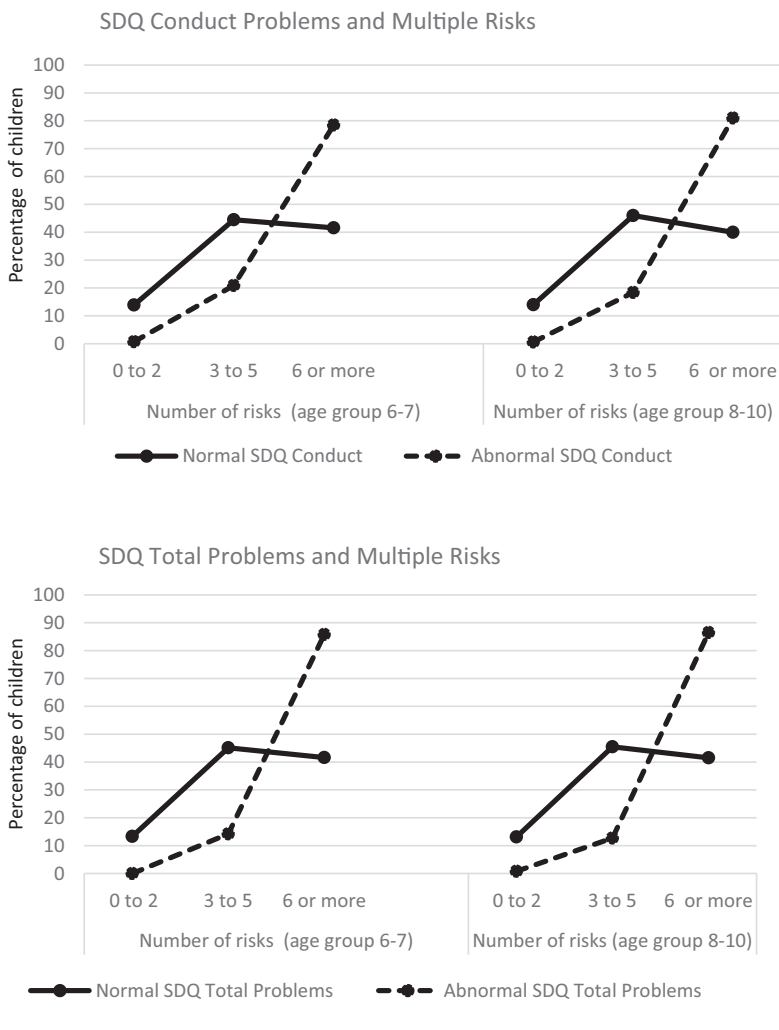 SDQ Conduct Problems and Multiple Risks
Percentage of children
100
90
80
70
60
50
40
30
20
10
0
0 to 2 3 to 5 6 or more 0 to 2 3 to 5 6 or more
Number of risks (age group 6-7) Number of risks (age group 8-10)
Normal SDQ Conduct Abnormal SDQ Conduct
SDQ Total Problems and Multiple Risks
Percentage of children
100
90
80
70
60
50
40
30
20
10
0
0 to 2 3 to 5 6 or more 0 to 2 3 to 5 6 or more
Number of risks (age group 6-7) Number of risks (age group 8-10)
Normal SDQ Total Problems Abnormal SDQ Total Problems